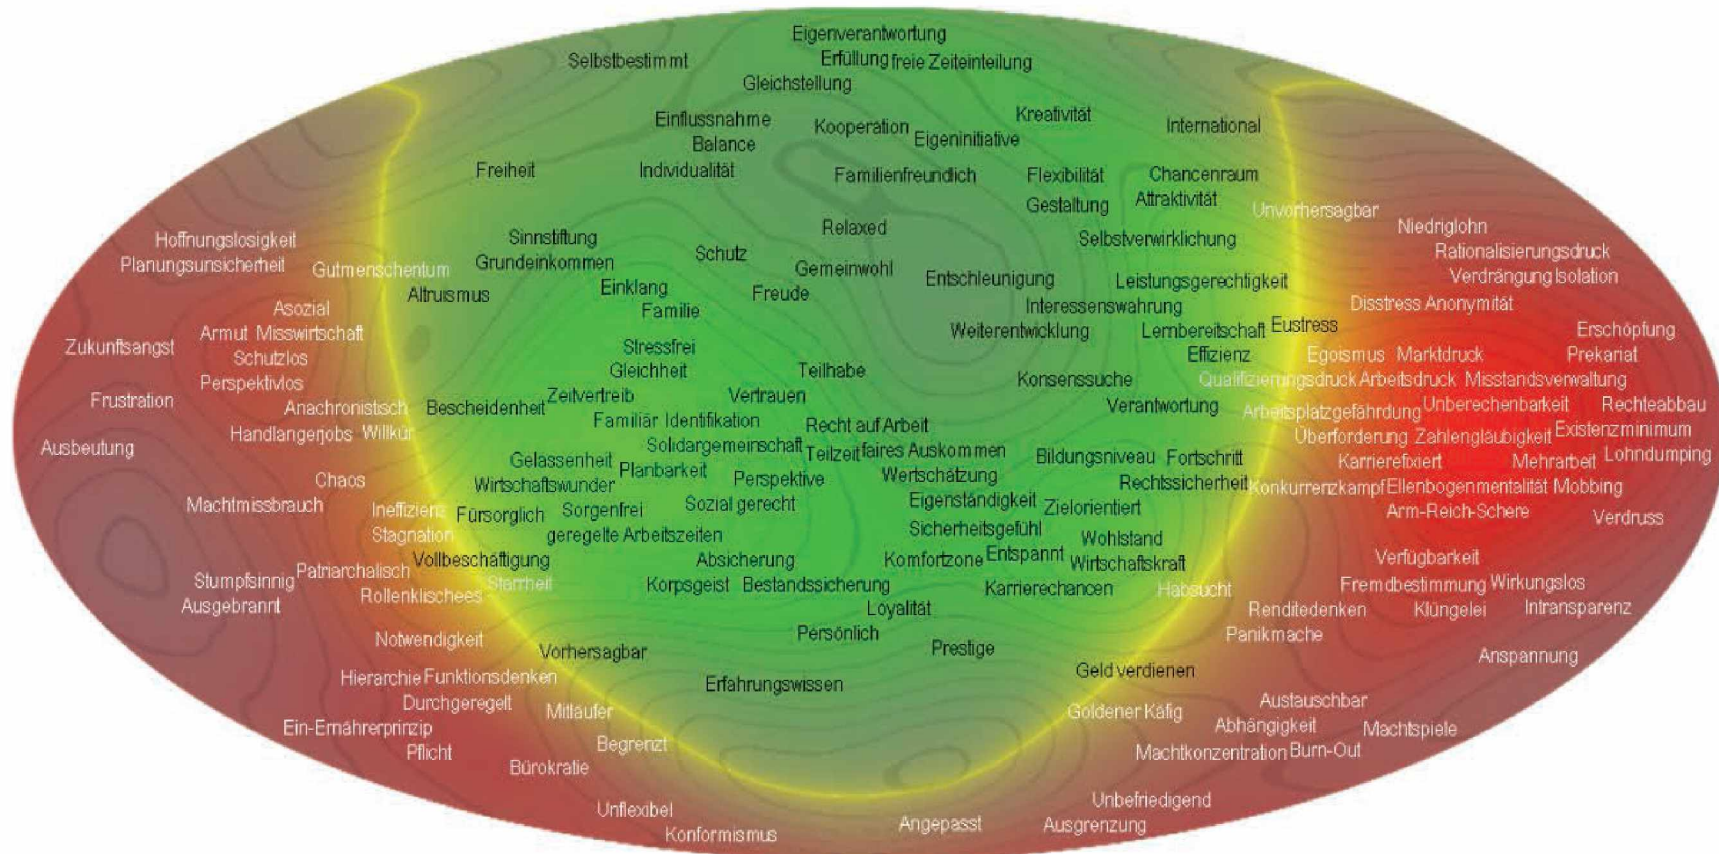 Eigenverantwortung
Selbstbestimmt
Erfüllung freie Zeiteinteilung
Gleichstellung
Einflussnahme
Kooperation
Kreativität
International
Balance
Eigeninitiative
Freiheit
Individualität
Familienfreundlich
Flexibilität
Chancenraum
Gestaltung
Attraktivität
Unvorhersagbar
Niedriglohn
Hoffnungslosigkeit
Sinnstiftung
Relaxed
Selbstverwirklichung
Rationalisierungsdruck
Planungsunsicherheit
Gutmenschentum
Grundeinkommen
Schutz
Gemeinwohl
Entschleunigung
Leistungsgerechtigkeit
Verdrängung Isolation
Altruismus
Einklang
Freude
Asozial
Familie
Interessenswahrung
Disstress Anonymität
Armut Misswirtschaft
Weiterentwicklung
Lernbereitschaft
Eustress
Erschöpfung
Zukunftsangst
Schutzlos
Stressfrei
Effizienz
Egoismus
Marktdruck
Prekariat
Perspektivlos
Gleichheit
Teilhabe
Konsenssuche
Qualifizierungsdruck Arbeitsdruck Misstandsverwaltung
Frustration
Anachronistisch
Bescheidenheit
Zeitvertreib
Vertrauen
Verantwortung
Arbeitsplatzgefährdung
Unberechenbarkeit
Rechteabbau
Handlangerjobs Willkür
Familiär Identifikation
Recht auf Arbeit
Überforderung Zahlengläubigkeit
Existenzminimum
Ausbeutung
Solidargemeinschaft
Teilzeit faires Auskommen
Lohndumping
Gelassenheit
Planbarkeit
Bildungsniveau
Fortschritt
Karrierefixiert
Mehrarbeit
Chaos
Wirtschaftswunder
Perspektive
Wertschätzung
Rechtssicherheit
Konkurrenzkampf Ellenbogenmentalität Mobbing
Machtmissbrauch
Ineffizienz
Fürsorglich
Sorgenfrei
Sozial gerecht
Eigenständigkeit
Zielorientiert
Arm-Reich-Schere
Verdruss
Stagnation
geregelte Arbeitszeiten
Sicherheitsgefühl
Wohlstand
Vollbeschäftigung
Absicherung
Komfortzone
Entspannt
Wirtschaftskraft
Verfügbarkeit
Stumpfsinnig
Patriarchalisch
Starrheit
Korpsgeist
Bestandssicherung
Karrierechancen
Habsucht
Fremdbestimmung Wirkungslos
Ausgebrannt
Rollenklischees
Loyalität
Renditedenken
Klüngelei
Intransparenz
Notwendigkeit
Persönlich
Panikmache
Vorhersagbar
Prestige
Anspannung
Hierarchie Funktionsdenken
Erfahrungswissen
Geld verdienen
Durchgeregelt
Mitläufer
Goldener Käfig
Austauschbar
Ein-Ernährerprinzip
Abhängigkeit
Machtspiele
Pflicht
Begrenzt
Machtkonzentration Burn-Out
Bürokratie
Unflexibel
Unbefriedigend
Konformismus
Angepasst
Ausgrenzung